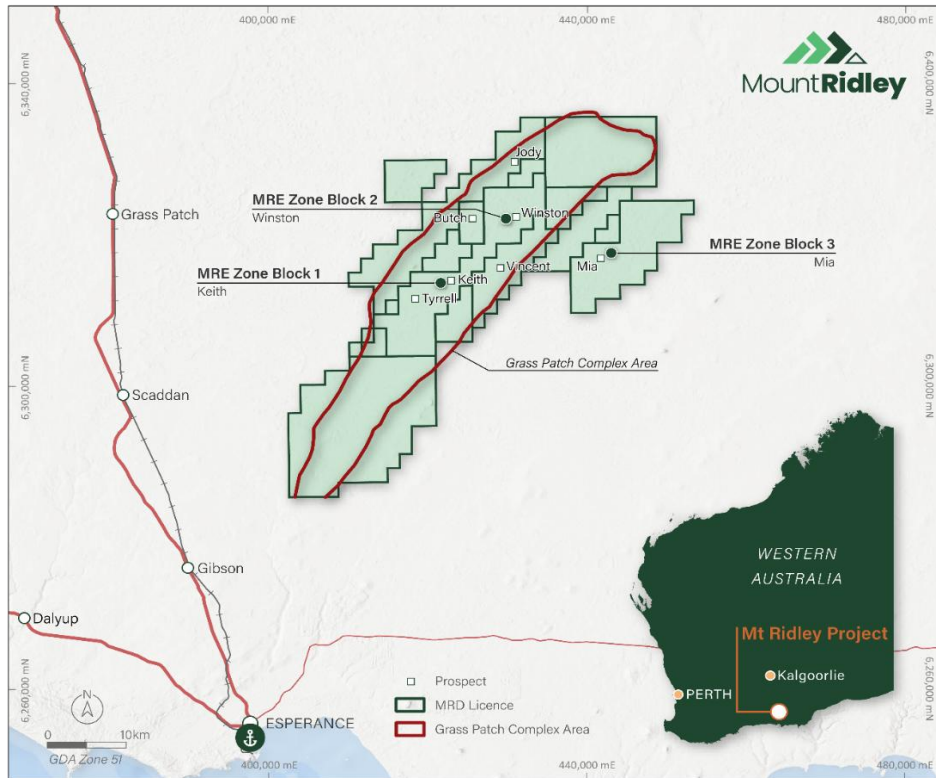 400,000 mE
440,000 mE
480,000 mE
6,340,000 mN
6,400,000 mN
MountRidley
Jody
MRE Zone Block 2
Winston
Butch
Winston
Grass Patch
MRE Zone Block 3
Mia
Mia
Vincent
MRE Zone Block 1
Keith
Keith
Tyrrell
Grass Patch Complex Area
6,300,000 mN
6,300,000 mN
Scaddan
WESTERN
AUSTRALIA
Gibson
Dalyup
Mt Ridley Project
Kalgoorlie
PERTH
Prospect
MRD Licence
Grass Patch Complex Area
6,260,000 mN
6,260,000 mN
N
ESPERANCE
0 10km
GDA Zone 51
400,000 mE
440,000 mE
480,000 mE